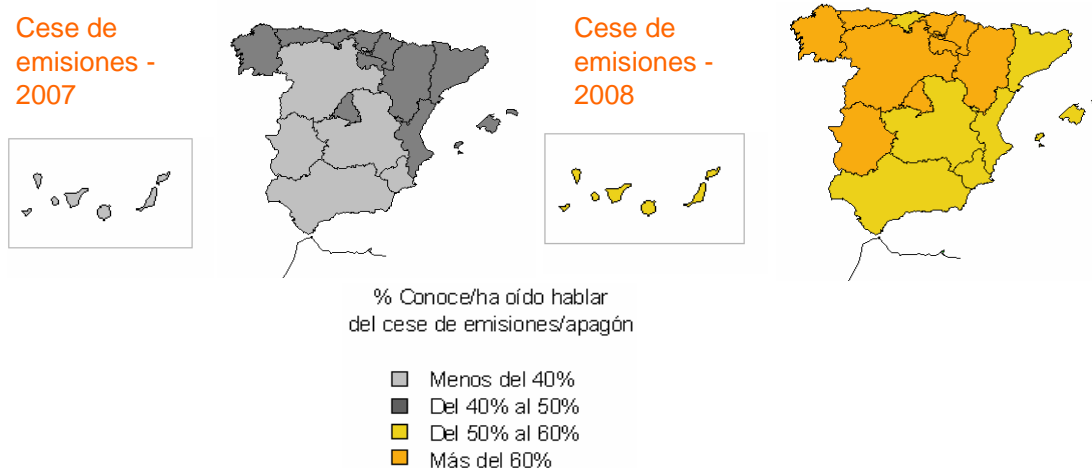 Cese de
emisiones -
2007
Cese de
emisiones -
2008
% Conoce/ha oído hablar
del cese de emisiones/apagón
Menos del 40%
Del 40% al 50%
Del 50% al 60%
Más del 60%